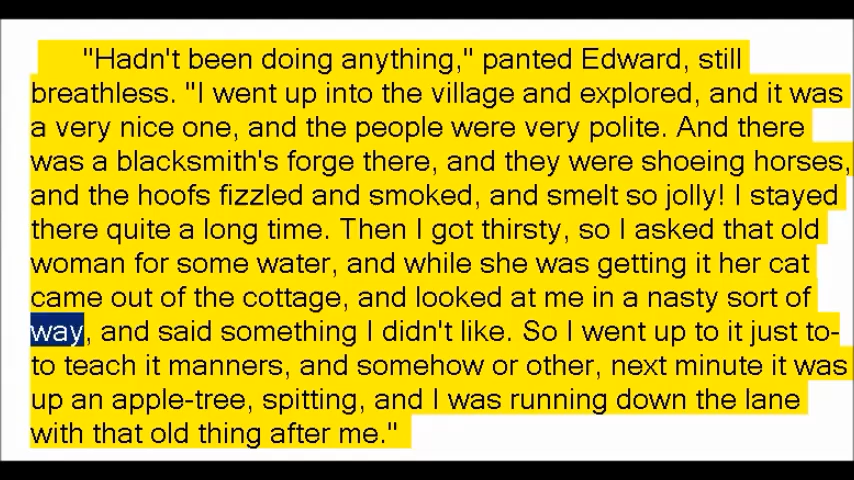 "Hadn't been doing anything," panted Edward, still
breathless. "I went up into the village and explored, and it was
a very nice one, and the people were very polite. And there
was a blacksmith's forge there, and they were shoeing horses,
and the hoofs fizzled and smoked, and smelt so jolly! I stayed
there quite a long time. Then I got thirsty, so I asked that old
woman for some water, and while she was getting it her cat
came out of the cottage, and looked at me in a nasty sort of
way, and said something I didn't like. So I went up to it just to-
to teach it manners, and somehow or other, next minute it was
up an apple-tree, spitting, and I was running down the lane
with that old thing after me."